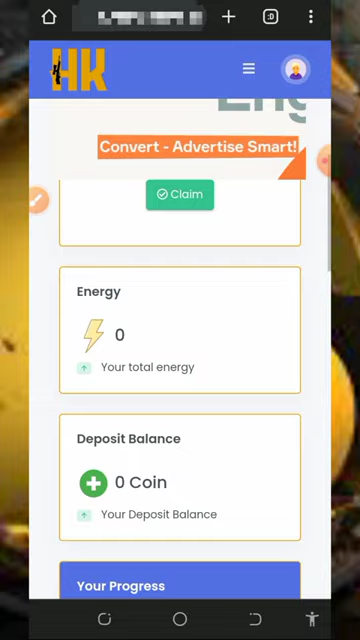 :D
HK
Eng
Convert - Advertise Smart!
Claim
Energy
0
Your total energy
Deposit Balance
0 Coin
Your Deposit Balance
Your Progress